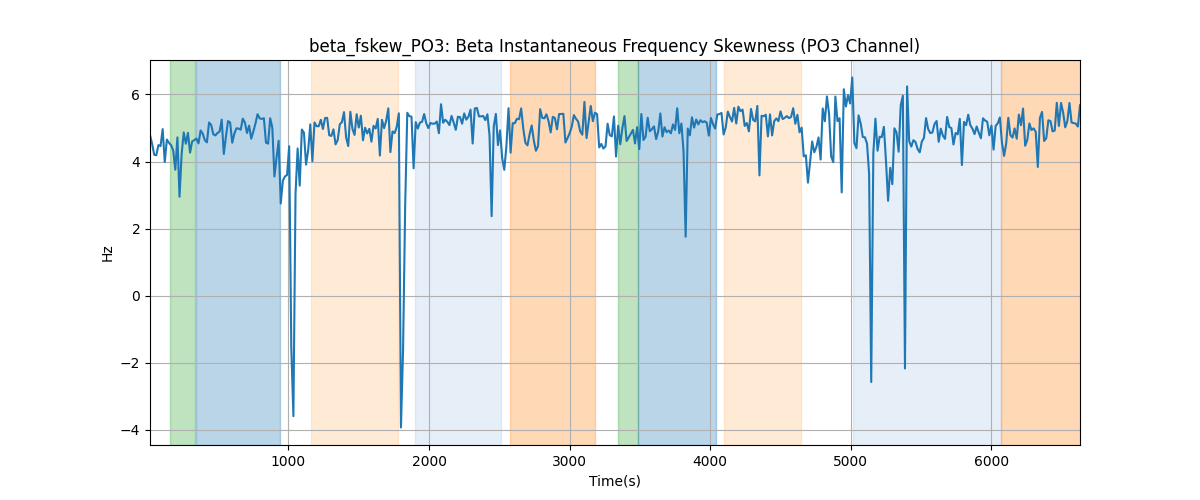 beta_fskew_PO3: Beta Instantaneous Frequency Skewness (PO3 Channel)
6
4
2
0
−2
−4
Hz
1000 2000 3000 4000 5000 6000
Time(s)